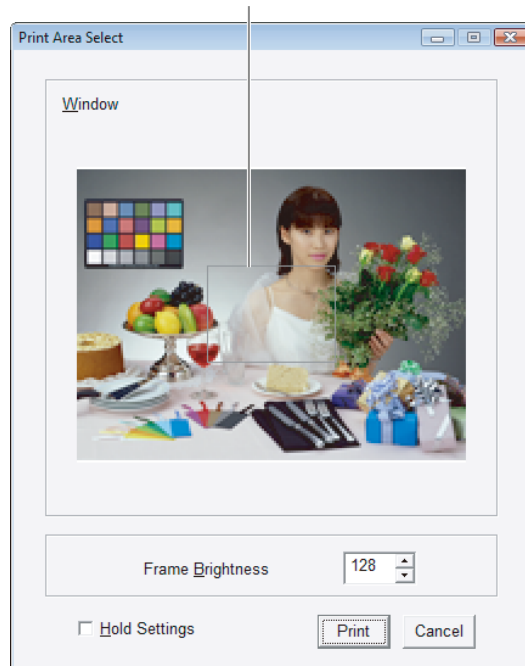 Print Area Select
Window
Frame Brightness
128
Hold Settings
Print
Cancel